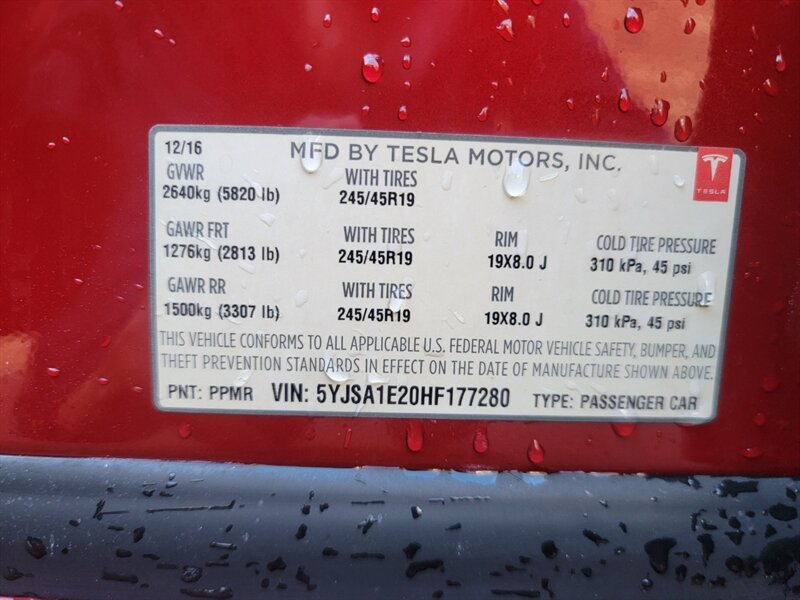 12/16 MFD BY TESLA MOTORS, INC.
TESLA
GVWR WITH TIRES
2640kg (5820 lb) 245/45R19
GAWR FRT WITH TIRES RIM COLD TIRE PRESSURE
1276kg (2813 lb) 245/45R19 19X8.0 J 310 kPa, 45 psi
GAWR RR WITH TIRES RIM COLD TIRE PRESSURE
1500kg (3307 lb) 245/45R19 19X8.0 J 310 kPa, 45 psi
THIS VEHICLE CONFORMS TO ALL APPLICABLE U.S. FEDERAL MOTOR VEHICLE SAFETY, BUMPER, AND
THEFT PREVENTION STANDARDS IN EFFECT ON THE DATE OF MANUFACTURE SHOWN ABOVE.
PNT: PPMR VIN: 5YJSA1E20HF177280 TYPE: PASSENGER CAR